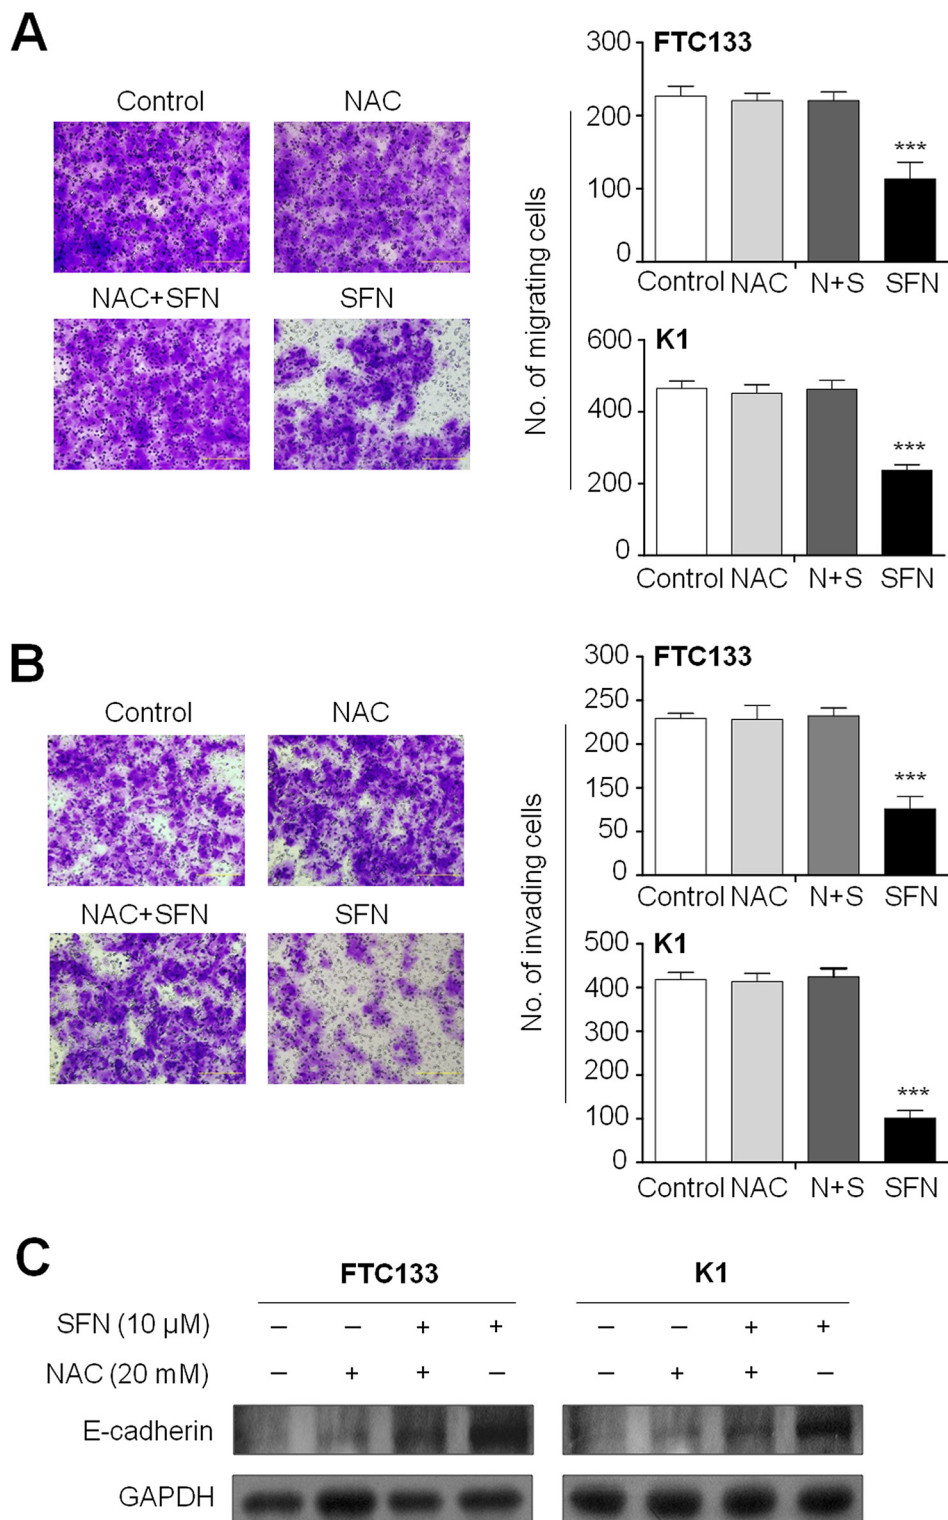 A
Control NAC
NAC+SFN SFN
No. of migrating cells
FTC133
300
200
100
0
***
Control NAC N+S SFN
K1
600
400
200
0
***
Control NAC N+S SFN
B
Control NAC
NAC+SFN SFN
No. of invading cells
FTC133
300
250
200
150
50
0
***
Control NAC N+S SFN
K1
500
400
300
200
100
0
***
Control NAC N+S SFN
C
FTC133 K1
SFN (10 µM) – – + + – – + +
NAC (20 mM) – + + – – + + –
E-cadherin
GAPDH